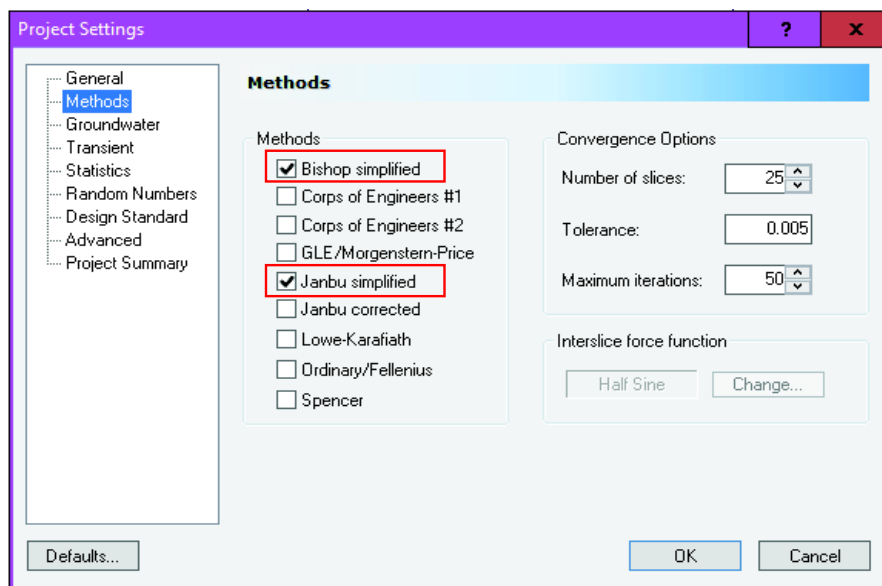 Project Settings
?
x
General
Methods
Groundwater
Transient
Statistics
Random Numbers
Design Standard
Advanced
Project Summary
Methods
Methods
Bishop simplified
Corps of Engineers #1
Corps of Engineers #2
GLE/Morgenstern-Price
Janbu simplified
Janbu corrected
Lowe-Karafiath
Ordinary/Fellenius
Spencer
Convergence Options
Number of slices: 25
Tolerance: 0.005
Maximum iterations: 50
Interslice force function
Half Sine Change...
Defaults... OK Cancel